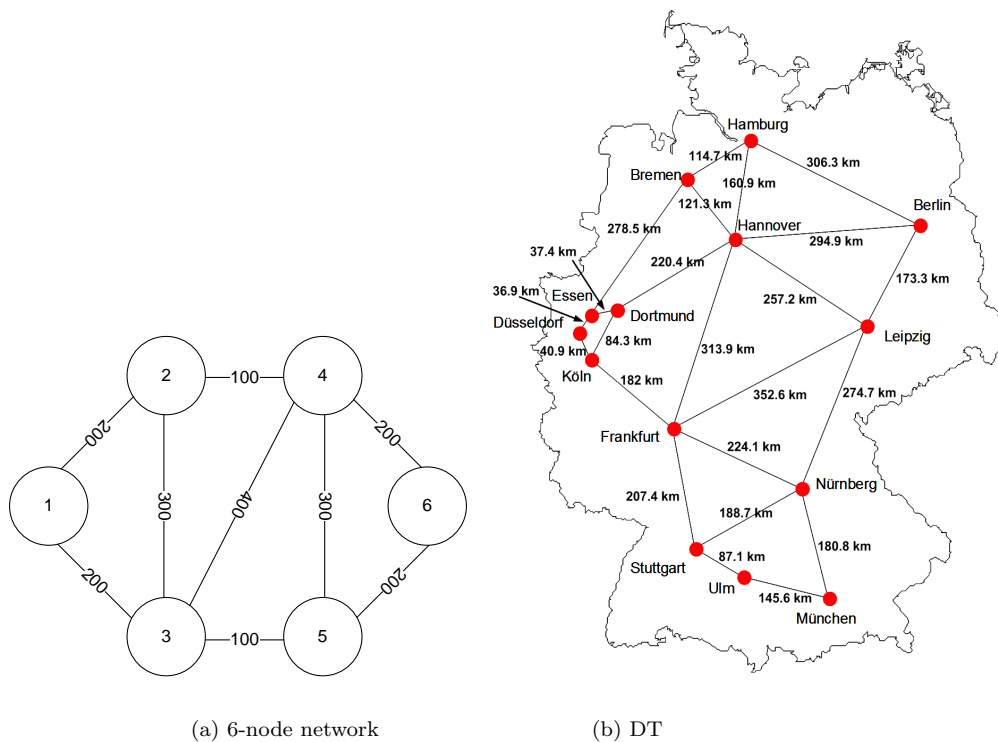 Hamburg
114.7 km
306.3 km
Bremen
160.9 km
121.3 km
Berlin
Hannover
278.5 km
294.9 km
37.4 km
220.4 km
173.3 km
36.9 km
Essen
257.2 km
Düsseldorf
Dortmund
84.3 km
Leipzig
40.9 km
313.9 km
Köln
182 km
2
100
4
352.6 km
274.7 km
200
200
Frankfurt
224.1 km
Nürnberg
1
300
400
300
6
207.4 km
188.7 km
180.8 km
200
200
Stuttgart
87.1 km
Ulm
145.6 km
München
3
100
5
(a) 6-node network
(b) DT